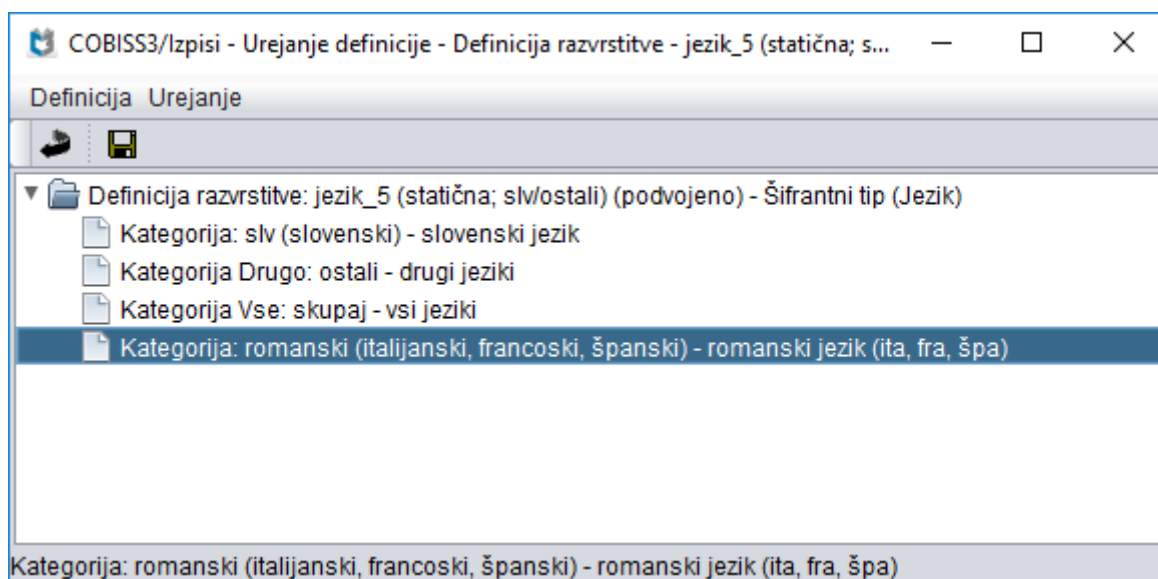 COBISS3/Izpisi - Urejanje definicije - Definicija razvrstitve - jezik_5 (statična; s...
Definicija Urejanje
Definicija razvrstitve: jezik_5 (statična; slv/ostali) (podvojeno) - Šifrantni tip (Jezik)
Kategorija: slv (slovenski) - slovenski jezik
Kategorija Drugo: ostali - drugi jeziki
Kategorija Vse: skupaj - vsi jeziki
Kategorija: romanski (italijanski, francoski, španski) - romanski jezik (ita, fra, špa)
Kategorija: romanski (italijanski, francoski, španski) - romanski jezik (ita, fra, špa)